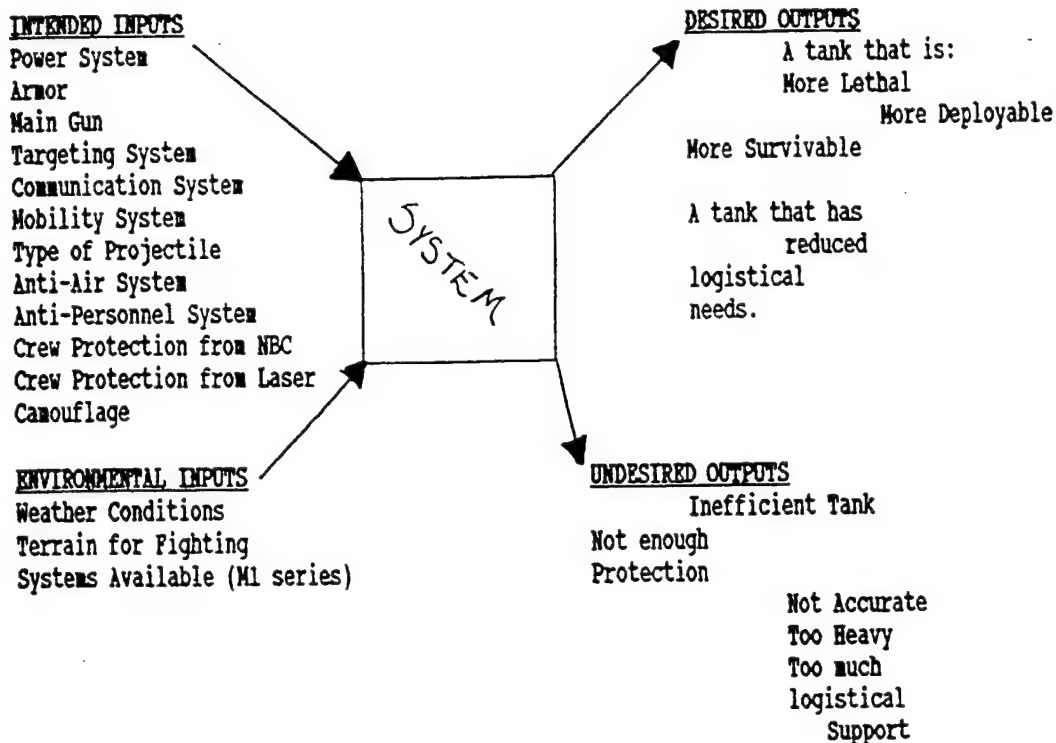 INTENDED INPUTS
Power System
Armor
Main Gun
Targeting System
Communication System
Mobility System
Type of Projectile
Anti-Air System
Anti-Personnel System
Crew Protection from NBC
Crew Protection from Laser
Camouflage
ENVIRONMENTAL INPUTS
Weather Conditions
Terrain for Fighting
Systems Available (M1 series)
SYSTEM
DESIRED OUTPUTS
A tank that is:
More Lethal
More Deployable
More Survivable
A tank that has
reduced
logistical
needs.
UNDESIRED OUTPUTS
Inefficient Tank
Not enough
Protection
Not Accurate
Too Heavy
Too much
logistical
Support